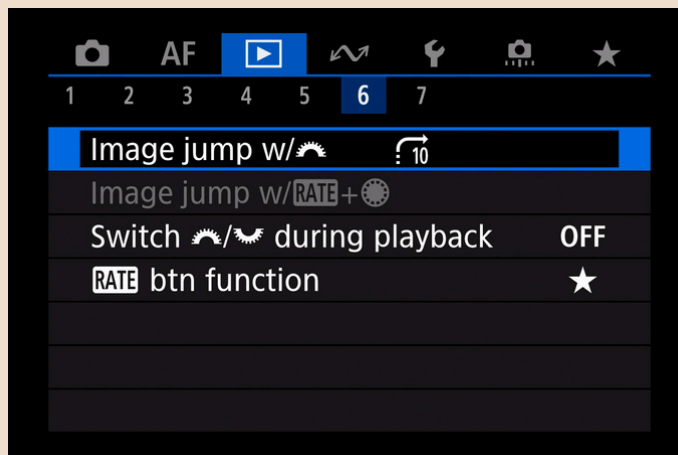 AF
1 2 3 4 5 6 7
Image jump w/ 10
Image jump w/RATE+
Switch / during playback OFF
RATE btn function